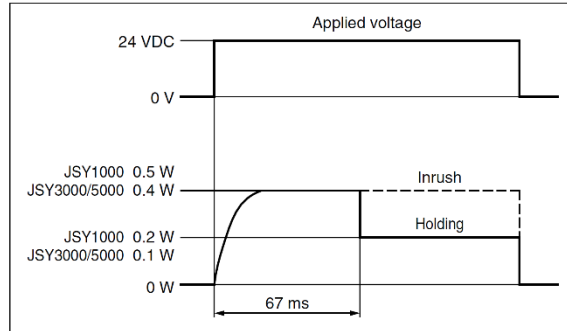 Applied voltage
24 VDC
0 V
JSY1000 0.5 W
JSY3000/5000 0.4 W
Inrush
JSY1000 0.2 W
Holding
JSY3000/5000 0.1 W
0 W
67 ms